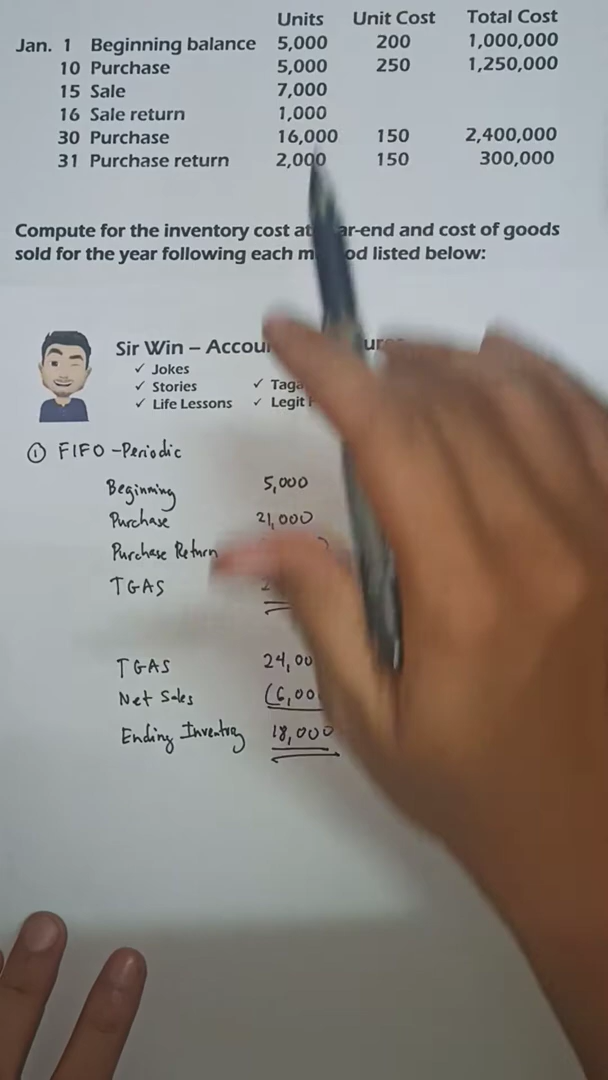 Units Unit Cost Total Cost
Jan. 1 Beginning balance 5,000 200 1,000,000
10 Purchase 5,000 250 1,250,000
15 Sale 7,000
16 Sale return 1,000
30 Purchase 16,000 150 2,400,000
31 Purchase return 2,000 150 300,000
Compute for the inventory cost at ar-end and cost of goods
sold for the year following each m od listed below:
Sir Win – Accou
✓ Jokes
✓ Stories ✓ Taga
✓ Life Lessons ✓ Legit
① FIFO -Periodic
Beginning 5,000
Purchase 21,000
Purchase Return
TGAS 2
TGAS 24,00
Net Sales (6,00
Ending Inventory 18,000